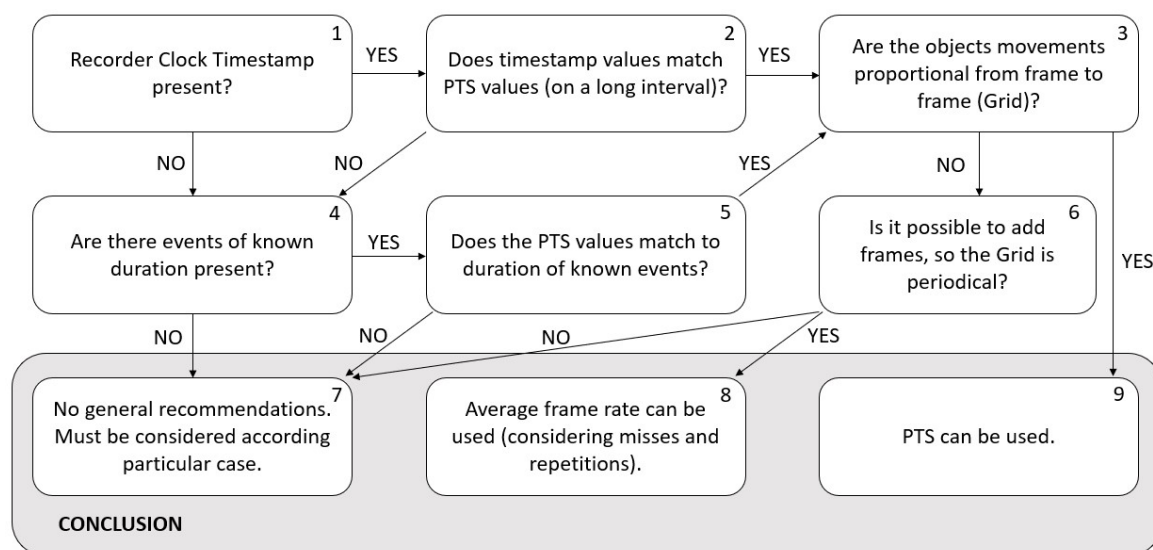 1
Recorder Clock Timestamp
present?
YES
2
Does timestamp values match
PTS values (on a long interval)?
YES
3
Are the objects movements
proportional from frame to
frame (Grid)?
NO
NO
YES
NO
YES
4
Are there events of known
duration present?
YES
5
Does the PTS values match to
duration of known events?
6
Is it possible to add
frames, so the Grid is
periodical?
NO
NO
NO
YES
7
No general recommendations.
Must be considered according
particular case.
8
Average frame rate can be
used (considering misses and
repetitions).
9
PTS can be used.
CONCLUSION